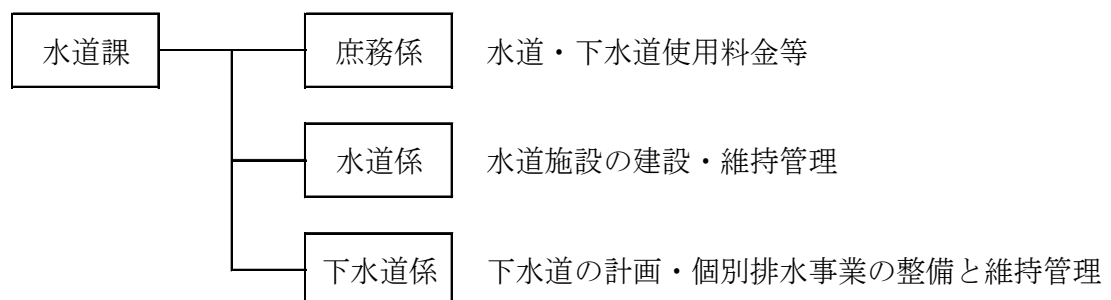 水道課
庶務係 水道・下水道使用料金等
水道係 水道施設の建設・維持管理
下水道係 下水道の計画・個別排水事業の整備と維持管理